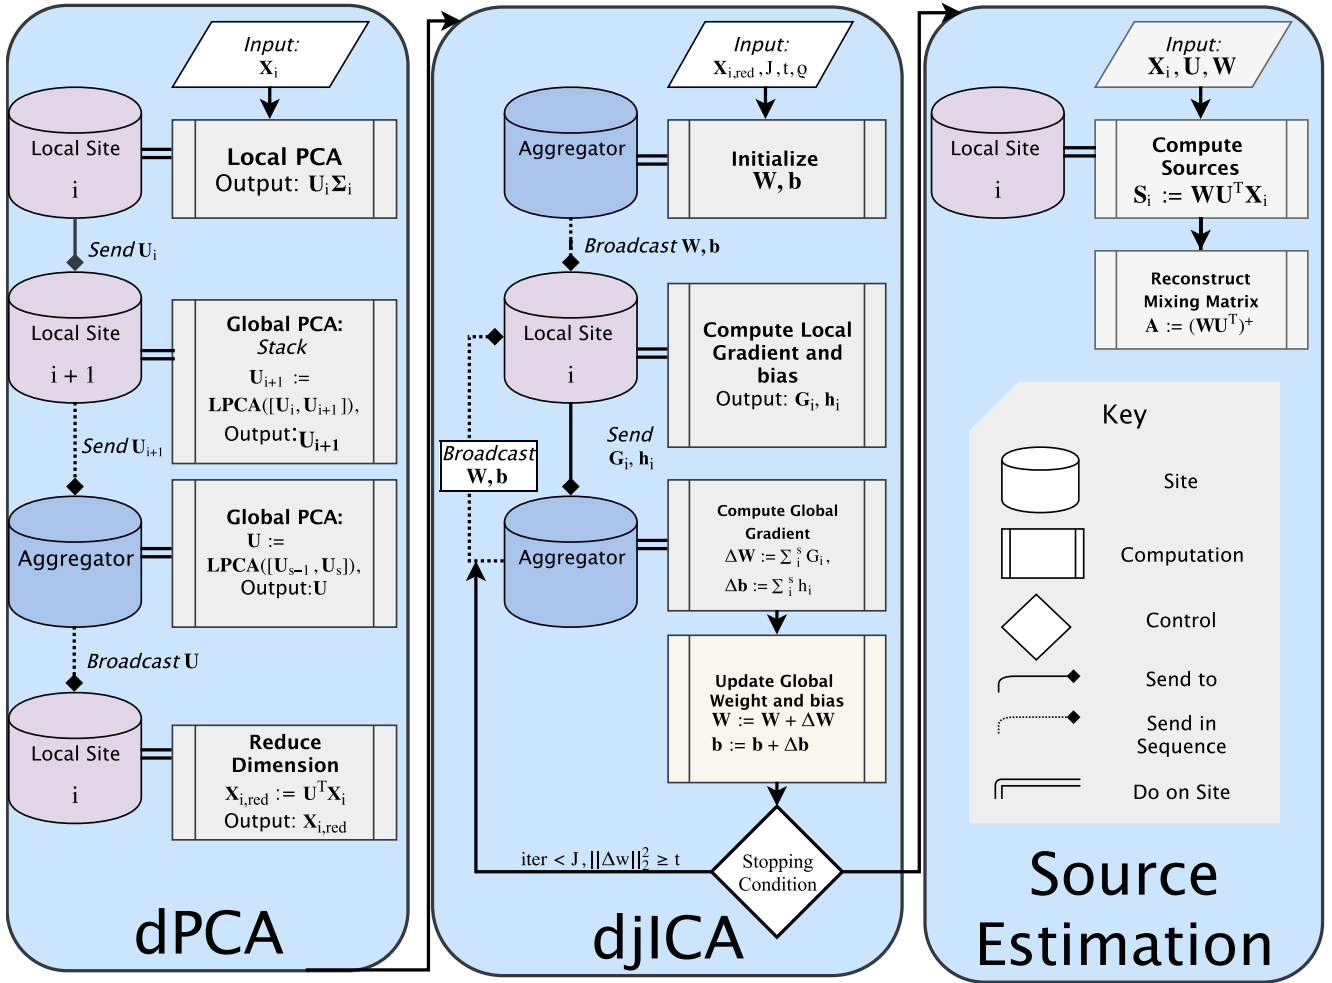 Input:
Xᵢ
Local Site
i
Local PCA
Output: UᵢΣᵢ
Send Uᵢ
Local Site
i + 1
Global PCA:
Stack
Uᵢ₊₁ :=
LPCA([Uᵢ, Uᵢ₊₁]),
Output:Uᵢ₊₁
Send Uᵢ₊₁
Aggregator
Global PCA:
U :=
LPCA([Uₛ₋₁, Uₛ]),
Output:U
Broadcast U
Local Site
i
Reduce
Dimension
X_{i,red} := UᵀXᵢ
Output: X_{i,red}
dPCA
Input:
X_{i,red}, J, t, ϱ
Aggregator
Initialize
W, b
Broadcast W, b
Local Site
i
Compute Local
Gradient and
bias
Output: Gᵢ, hᵢ
Send
Gᵢ, hᵢ
Broadcast
W, b
Aggregator
Compute Global
Gradient
ΔW := ∑ᵢˢ Gᵢ,
Δb := ∑ᵢˢ hᵢ
Update Global
Weight and bias
W := W + ΔW
b := b + Δb
iter < J, ||Δw||₂² ≥ t
Stopping
Condition
djICA
Input:
Xᵢ, U, W
Local Site
i
Compute
Sources
Sᵢ := WUᵀXᵢ
Reconstruct
Mixing Matrix
A := (WUᵀ)⁺
Key
Site
Computation
Control
Send to
Send in
Sequence
Do on Site
Source
Estimation